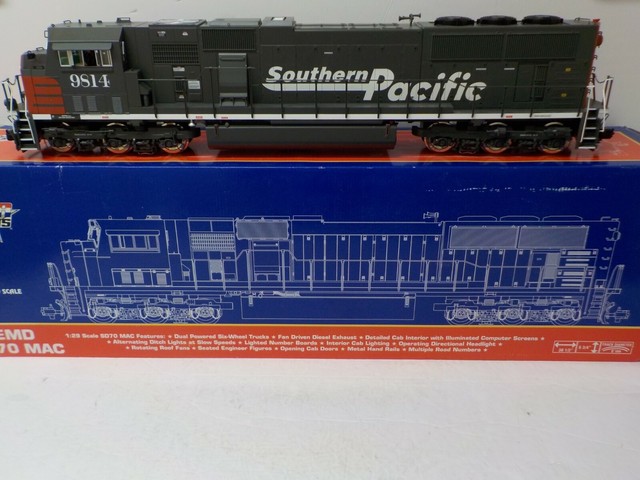 9814
Southern
Pacific
SCALE
EMD
70 MAC
1:29 Scale SD70 MAC Features: • Dual Powered Six-Wheel Trucks • Fan Driven Diesel Exhaust • Detailed Cab Interior with Illuminated Computer Screens •
• Alternating Ditch Lights at Slow Speeds • Lighted Number Boards • Interior Cab Lighting • Operating Directional Headlight •
• Rotating Roof Fans • Seated Engineer Figures • Opening Cab Doors • Metal Hand Rails • Multiple Road Numbers •